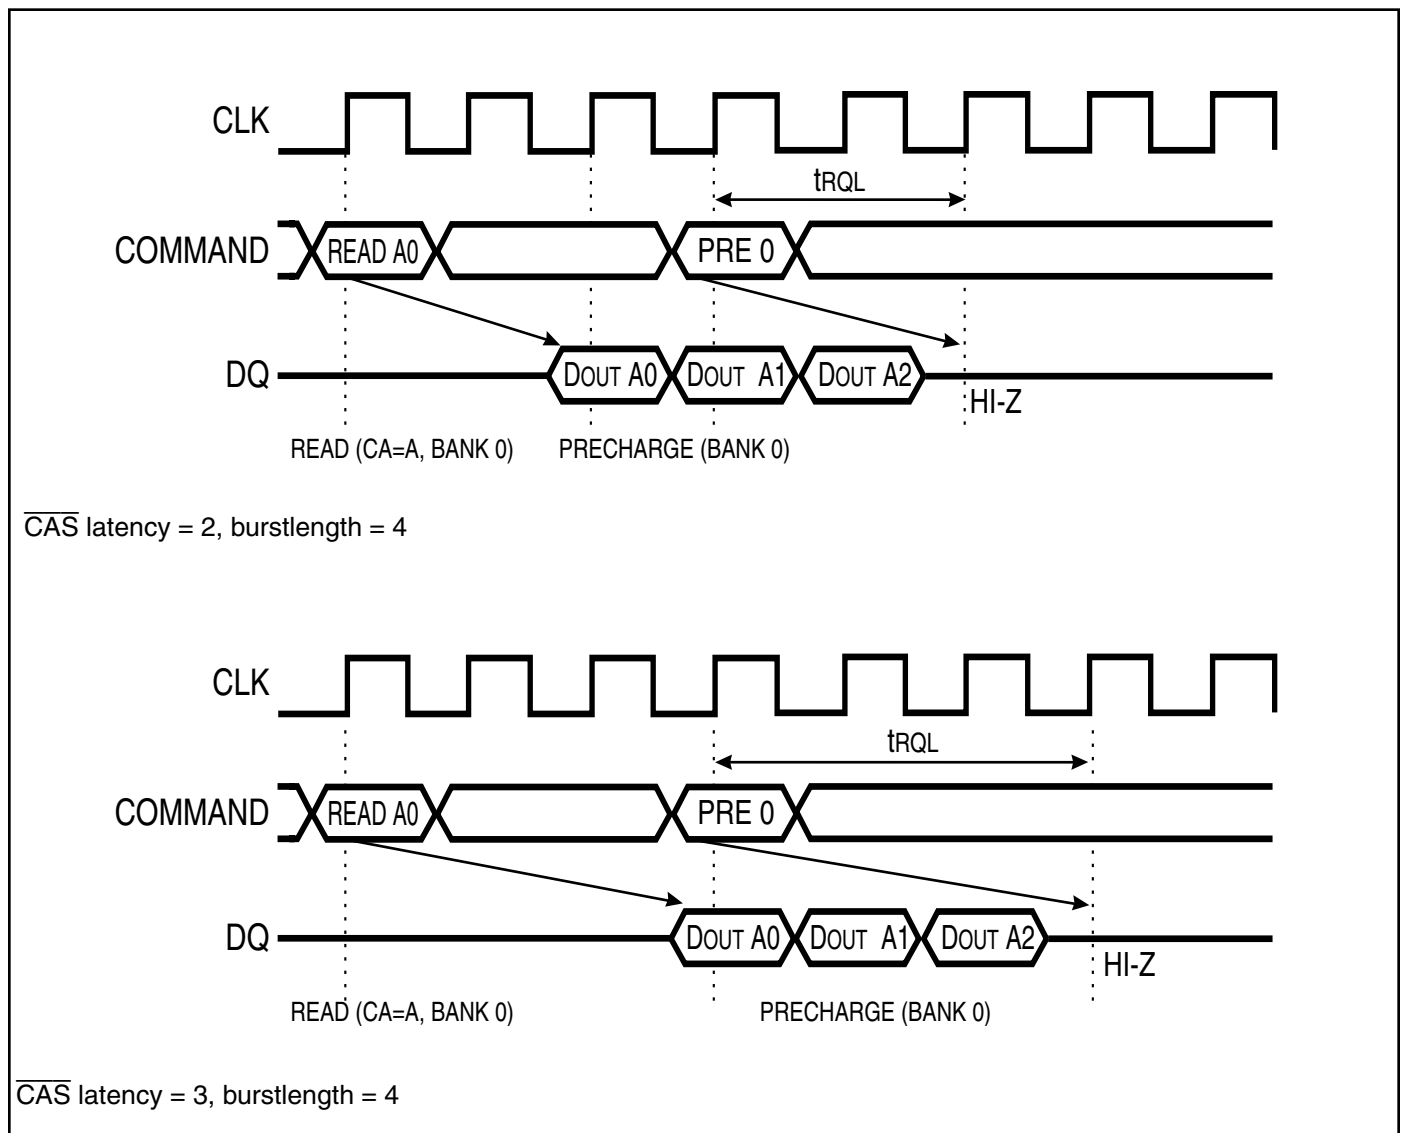 CLK
tRQL
COMMAND READ A0 PRE 0
DQ DOUT A0 DOUT A1 DOUT A2
HI-Z
READ (CA=A, BANK 0) PRECHARGE (BANK 0)
CAS latency = 2, burstlength = 4
CLK
tRQL
COMMAND READ A0 PRE 0
DQ DOUT A0 DOUT A1 DOUT A2
HI-Z
READ (CA=A, BANK 0) PRECHARGE (BANK 0)
CAS latency = 3, burstlength = 4